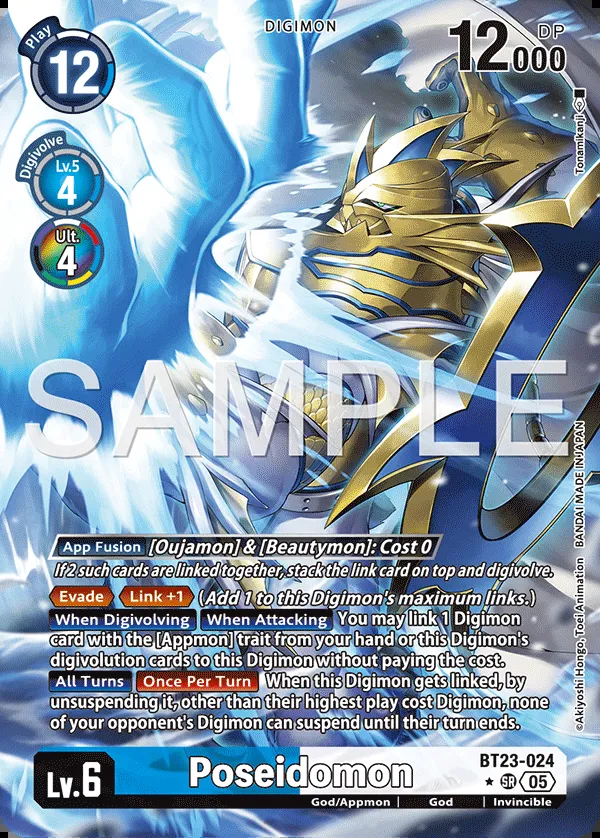 DIGIMON
Play
12
DP
12000
Digivolve
Lv.5
4
Ult.
4
Tonamikanji
SAMPLE
©Akiyoshi Hongo, Toei Animation BANDAI MADE IN JAPAN
App Fusion [Oujamon] & [Beautymon]: Cost 0
If 2 such cards are linked together, stack the link card on top and digivolve.
Evade Link +1 (Add 1 to this Digimon's maximum links.)
When Digivolving When Attacking You may link 1 Digimon
card with the [Appmon] trait from your hand or this Digimon's
digivolution cards to this Digimon without paying the cost.
All Turns Once Per Turn When this Digimon gets linked, by
unsuspending it, other than their highest play cost Digimon, none
of your opponent's Digimon can suspend until their turn ends.
Lv.6
Poseidomon
BT23-024
★ SR 05
God/Appmon God Invincible